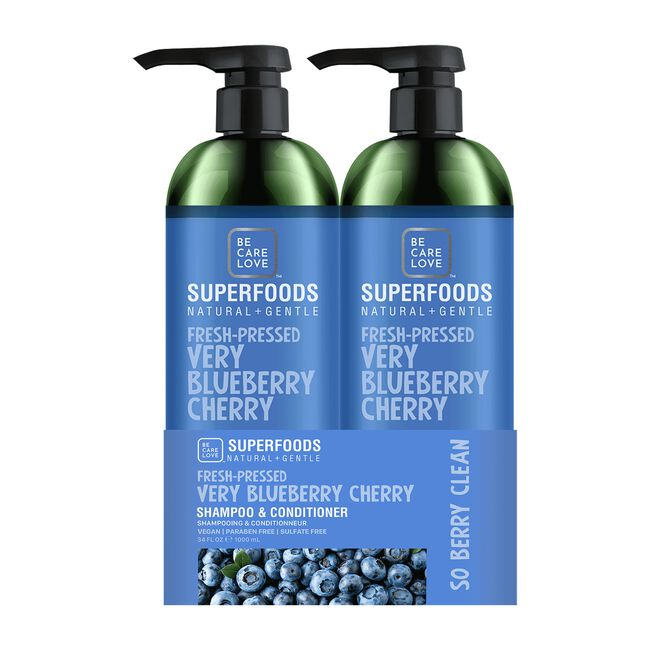 BE
CARE
LOVE
™
SUPERFOODS
NATURAL + GENTLE
FRESH-PRESSED
VERY
BLUEBERRY
CHERRY
BE
CARE
LOVE
™
SUPERFOODS
NATURAL + GENTLE
FRESH-PRESSED
VERY
BLUEBERRY
CHERRY
BE
CARE
LOVE
SUPERFOODS
NATURAL + GENTLE
FRESH-PRESSED
VERY BLUEBERRY CHERRY
SHAMPOO & CONDITIONER
SHAMPOOING & CONDITIONNEUR
VEGAN | PARABEN FREE | SULFATE FREE
34 FL OZ ℮ 1000 mL
SO BERRY CLEAN